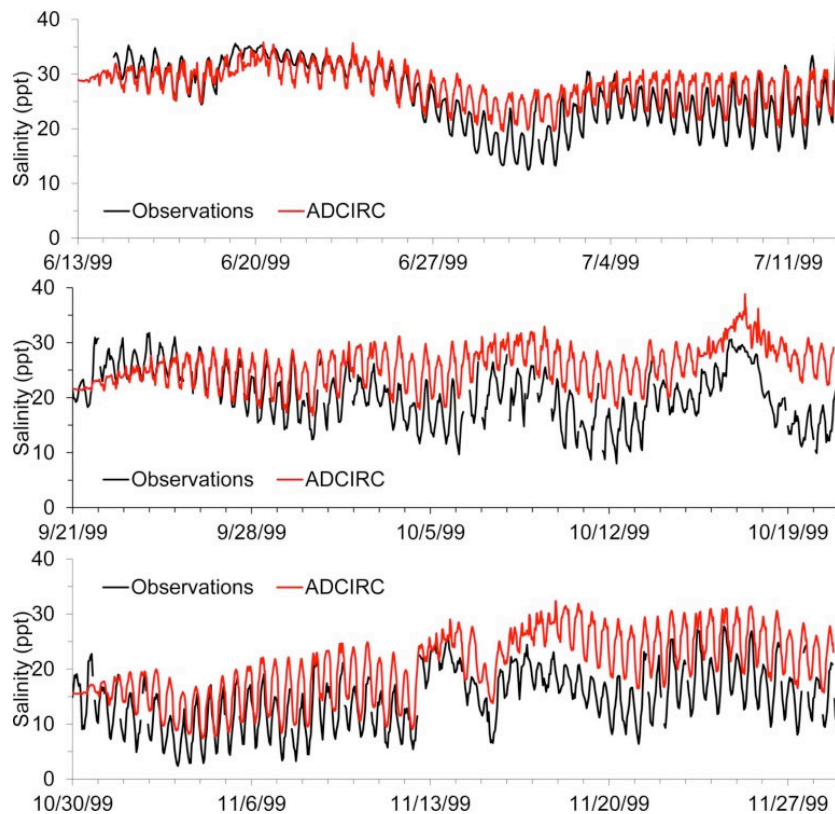 40
30
20
10
0
Salinity (ppt)
Observations ADCIRC
6/13/99 6/20/99 6/27/99 7/4/99 7/11/99
40
30
20
10
0
Salinity (ppt)
Observations ADCIRC
9/21/99 9/28/99 10/5/99 10/12/99 10/19/99
40
30
20
10
0
Salinity (ppt)
Observations ADCIRC
10/30/99 11/6/99 11/13/99 11/20/99 11/27/99